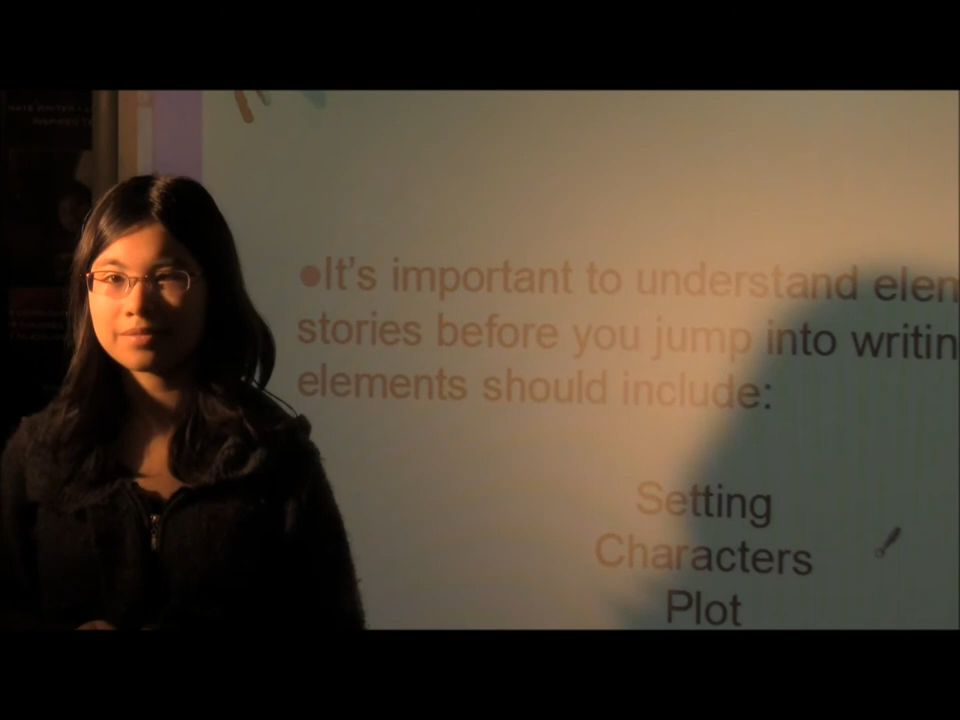 ●It's important to understand elen
stories before you jump into writin
elements should include:
Setting
Characters
Plot